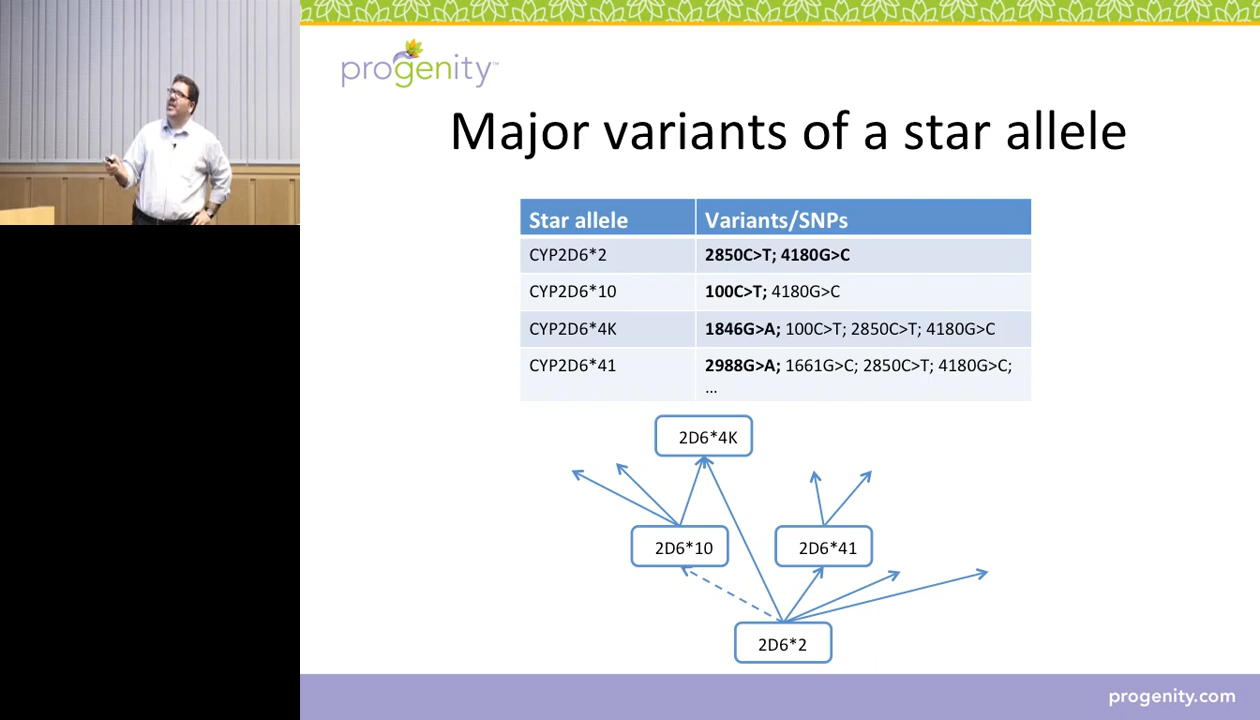 progenity™
Major variants of a star allele
Star allele Variants/SNPs
CYP2D6*2 2850C>T; 4180G>C
CYP2D6*10 100C>T; 4180G>C
CYP2D6*4K 1846G>A; 100C>T; 2850C>T; 4180G>C
CYP2D6*41 2988G>A; 1661G>C; 2850C>T; 4180G>C;
...
2D6*4K
2D6*10 2D6*41
2D6*2
progenity.com